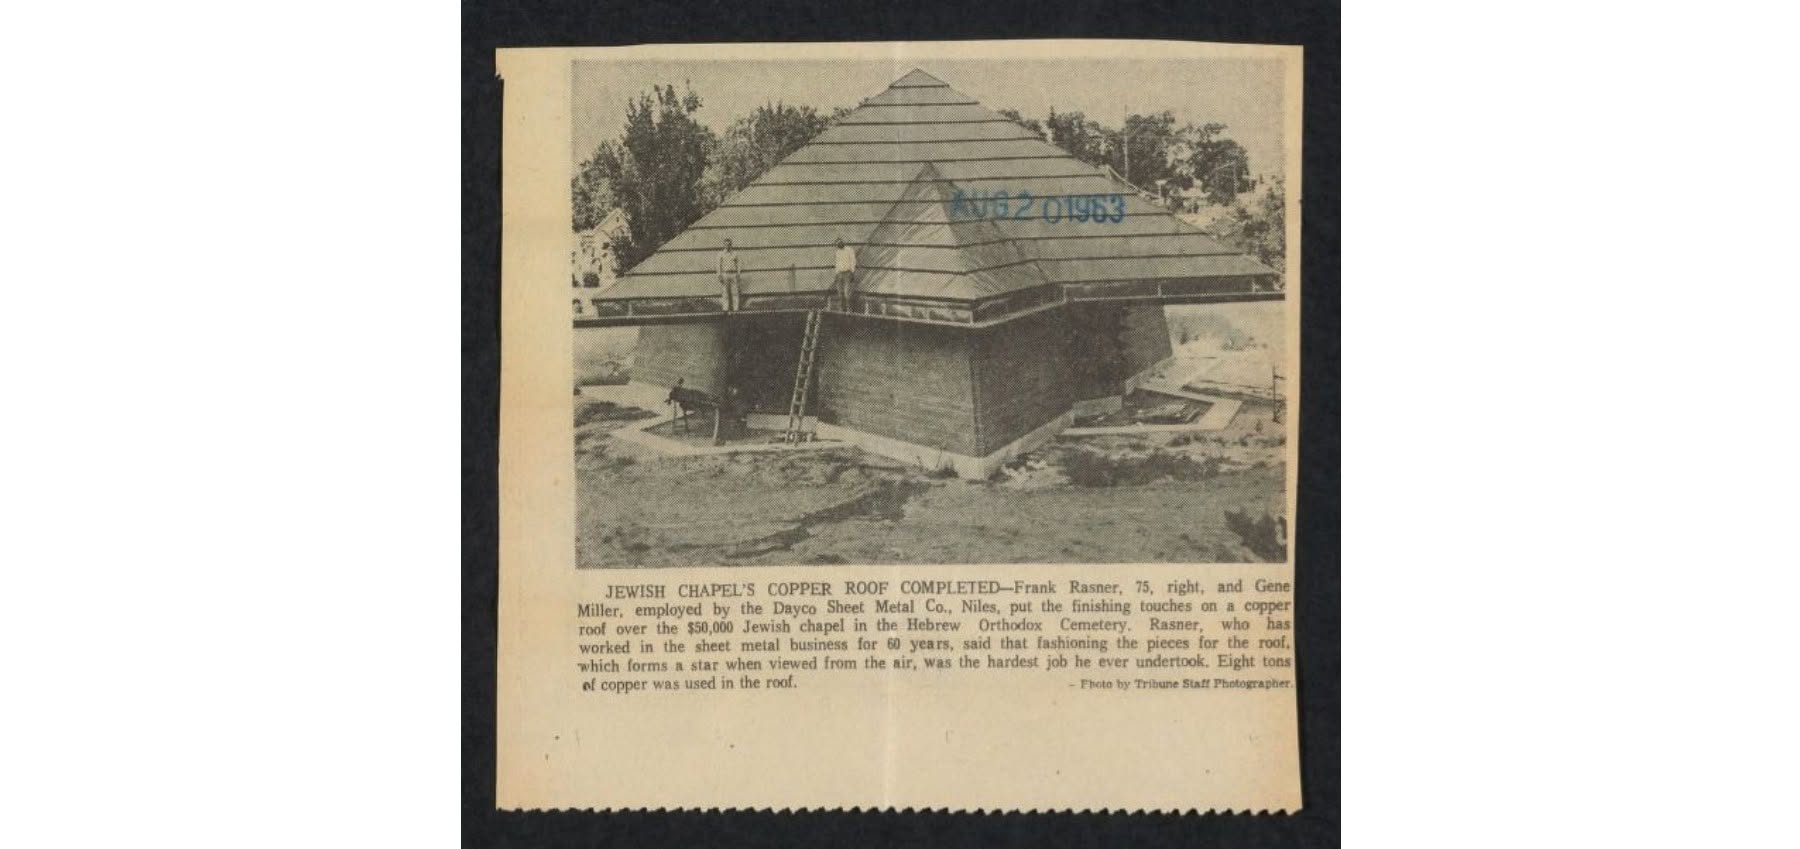 AUG 20 1963
JEWISH CHAPEL'S COPPER ROOF COMPLETED—Frank Rasner, 75, right, and Gene
Miller, employed by the Dayco Sheet Metal Co., Niles, put the finishing touches on a copper
roof over the $50,000 Jewish chapel in the Hebrew Orthodox Cemetery. Rasner, who has
worked in the sheet metal business for 60 years, said that fashioning the pieces for the roof,
which forms a star when viewed from the air, was the hardest job he ever undertook. Eight tons
of copper was used in the roof.
– Photo by Tribune Staff Photographer.